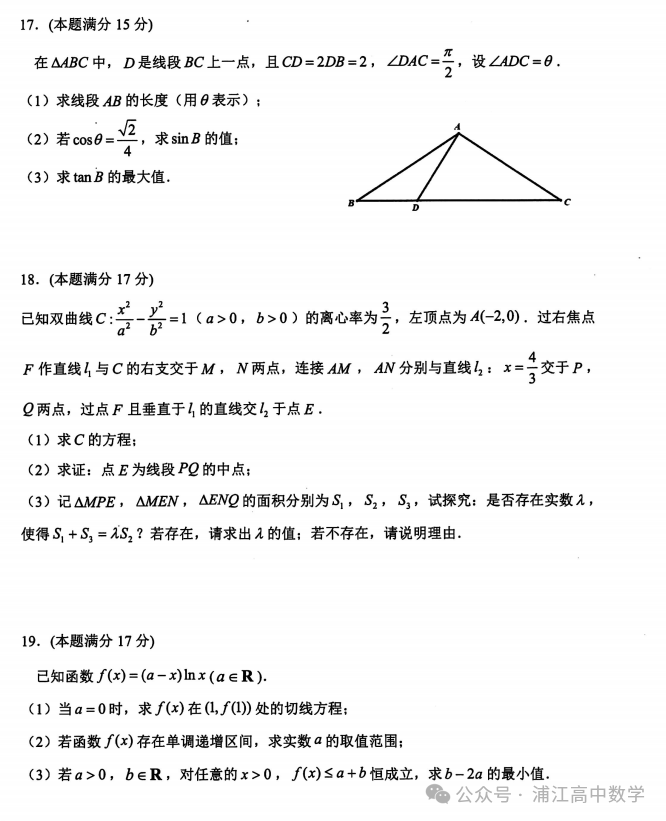 17. (本题满分 15 分)
在 △ABC 中, D 是线段 BC 上一点, 且 CD = 2DB = 2, ∠DAC = π/2, 设 ∠ADC = θ.
(1) 求线段 AB 的长度 (用 θ 表示);
(2) 若 cosθ = √2/4, 求 sin B 的值;
(3) 求 tan B 的最大值.
A
B
D
C
18. (本题满分 17 分)
已知双曲线 C: x²/a² − y²/b² = 1 (a > 0, b > 0) 的离心率为 3/2, 左顶点为 A(−2,0). 过右焦点
F 作直线 l₁ 与 C 的右支交于 M, N 两点, 连接 AM, AN 分别与直线 l₂: x = 4/3 交于 P,
Q 两点, 过点 F 且垂直于 l₁ 的直线交 l₂ 于点 E.
(1) 求 C 的方程;
(2) 求证: 点 E 为线段 PQ 的中点;
(3) 记 △MPE, △MEN, △ENQ 的面积分别为 S₁, S₂, S₃, 试探究: 是否存在实数 λ,
使得 S₁ + S₃ = λS₂? 若存在, 请求出 λ 的值; 若不存在, 请说明理由.
19. (本题满分 17 分)
已知函数 f(x) = (a − x)ln x (a ∈ R).
(1) 当 a = 0 时, 求 f(x) 在 (1, f(1)) 处的切线方程;
(2) 若函数 f(x) 存在单调递增区间, 求实数 a 的取值范围;
(3) 若 a > 0, b ∈ R, 对任意的 x > 0, f(x) ≤ a + b 恒成立, 求 b − 2a 的最小值.
公众号 · 浦江高中数学